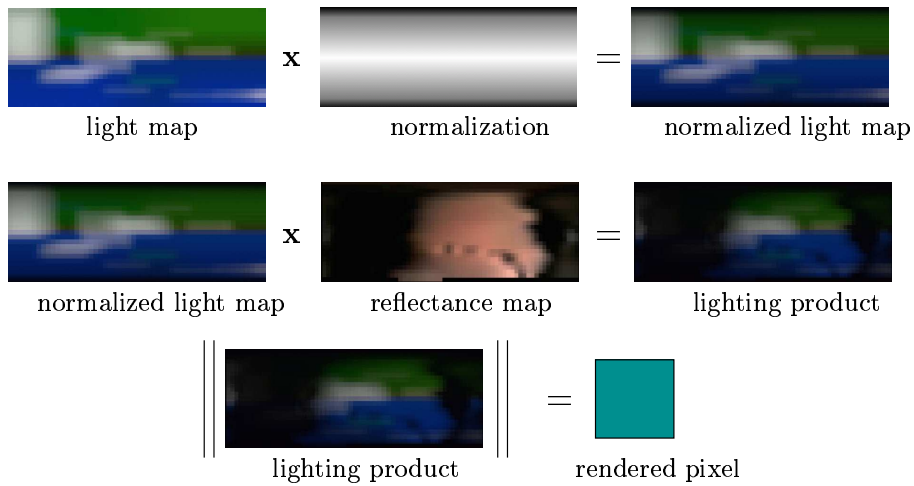 x =
light map normalization normalized light map
x =
normalized light map reflectance map lighting product
=
lighting product rendered pixel